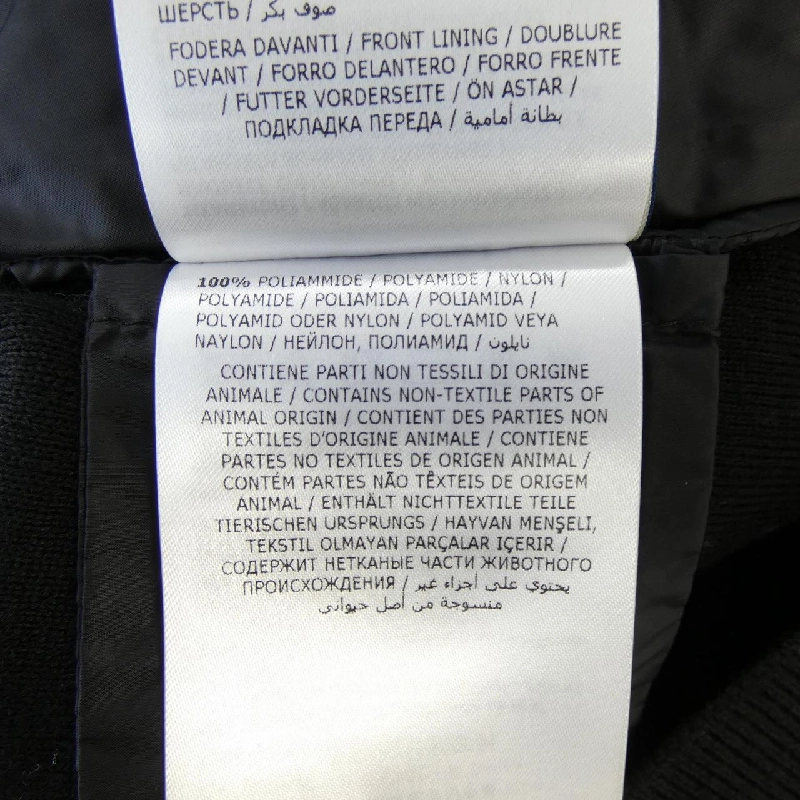 ШЕРСТЬ / صوف بكر
FODERA DAVANTI / FRONT LINING / DOUBLURE
DEVANT / FORRO DELANTERO / FORRO FRENTE
/ FUTTER VORDERSEITE / ÖN ASTAR /
ПОДКЛАДКА ПЕРЕДА / بطانة أمامية
100% POLIAMMIDE / POLYAMIDE / NYLON /
POLYAMIDE / POLIAMIDA / POLIAMIDA /
POLYAMID ODER NYLON / POLYAMID VEYA
NAYLON / НЕЙЛОН, ПОЛИАМИД / نايلون
CONTIENE PARTI NON TESSILI DI ORIGINE
ANIMALE / CONTAINS NON-TEXTILE PARTS OF
ANIMAL ORIGIN / CONTIENT DES PARTIES NON
TEXTILES D'ORIGINE ANIMALE / CONTIENE
PARTES NO TEXTILES DE ORIGEN ANIMAL /
CONTÉM PARTES NÃO TÊXTEIS DE ORIGEM
ANIMAL / ENTHÄLT NICHTTEXTILE TEILE
TIERISCHEN URSPRUNGS / HAYVAN MENŞELİ,
TEKSTIL OLMAYAN PARÇALAR IÇERIR /
СОДЕРЖИТ НЕТКАНЫЕ ЧАСТИ ЖИВОТНОГО
ПРОИСХОЖДЕНИЯ / يحتوي على أجزاء غير
منسوجة من أصل حيواني